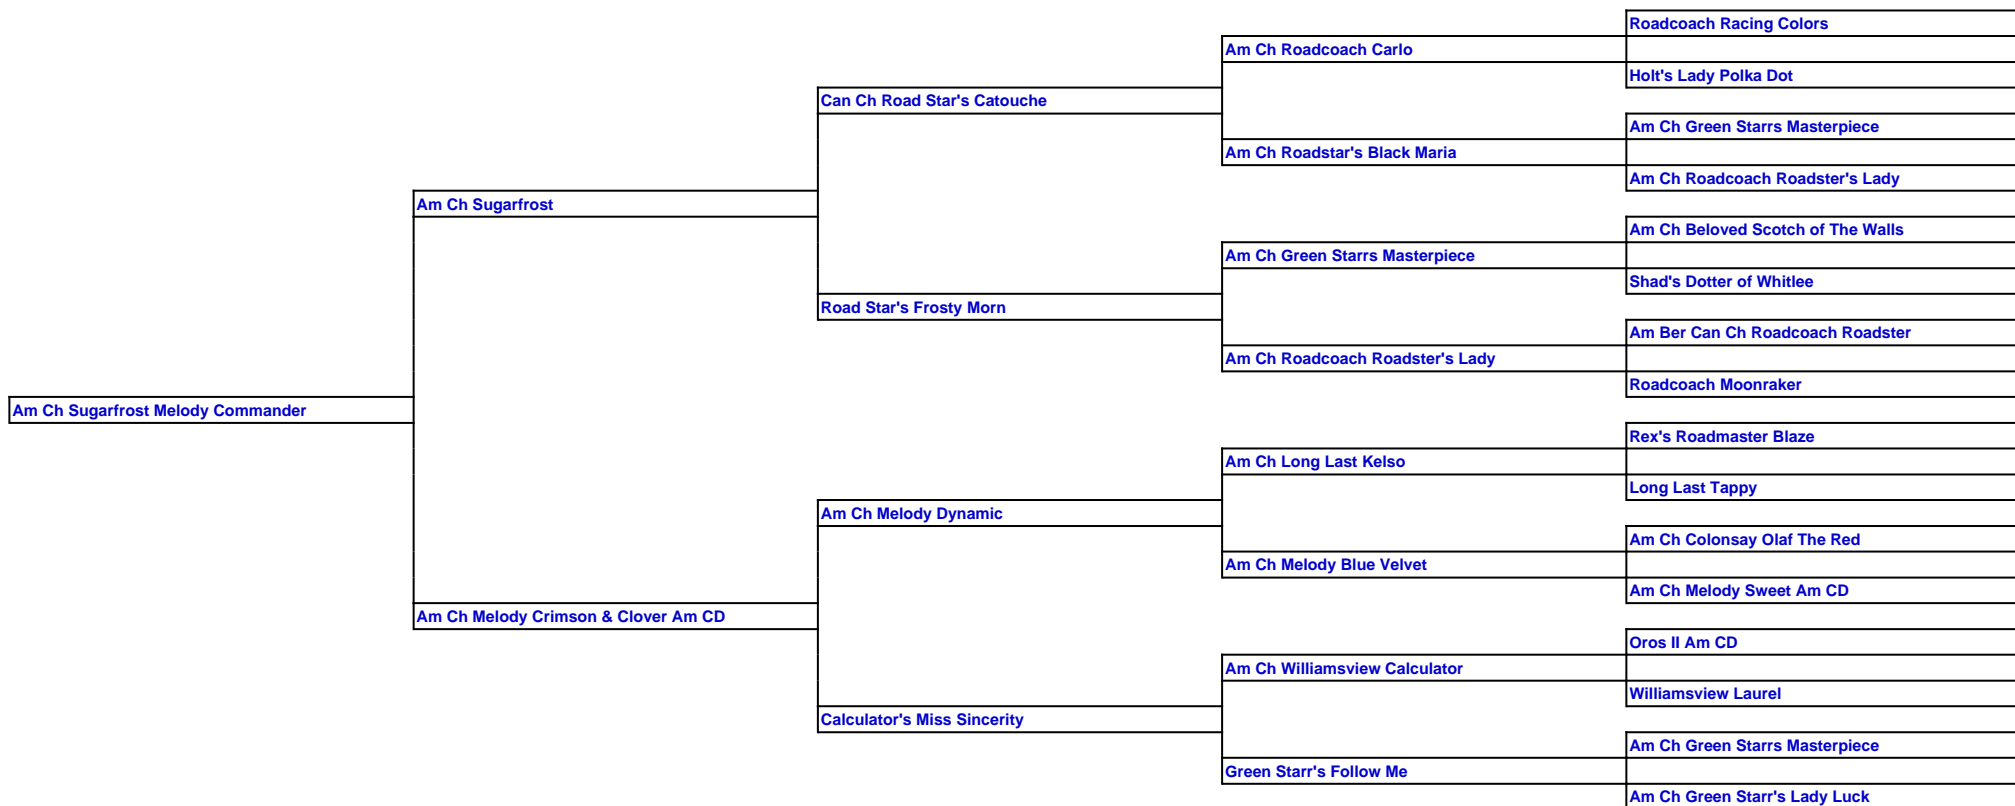 Roadcoach Racing Colors
Am Ch Roadcoach Carlo
Holt's Lady Polka Dot
Can Ch Road Star's Catouche
Am Ch Green Starrs Masterpiece
Am Ch Roadstar's Black Maria
Am Ch Roadcoach Roadster's Lady
Am Ch Sugarfrost
Am Ch Beloved Scotch of The Walls
Am Ch Green Starrs Masterpiece
Shad's Dotter of Whitlee
Road Star's Frosty Morn
Am Ber Can Ch Roadcoach Roadster
Am Ch Roadcoach Roadster's Lady
Roadcoach Moonraker
Am Ch Sugarfrost Melody Commander
Rex's Roadmaster Blaze
Am Ch Long Last Kelso
Long Last Tappy
Am Ch Melody Dynamic
Am Ch Colonsay Olaf The Red
Am Ch Melody Blue Velvet
Am Ch Melody Sweet Am CD
Am Ch Melody Crimson & Clover Am CD
Oros II Am CD
Am Ch Williamsview Calculator
Williamsview Laurel
Calculator's Miss Sincerity
Am Ch Green Starrs Masterpiece
Green Starr's Follow Me
Am Ch Green Starr's Lady Luck